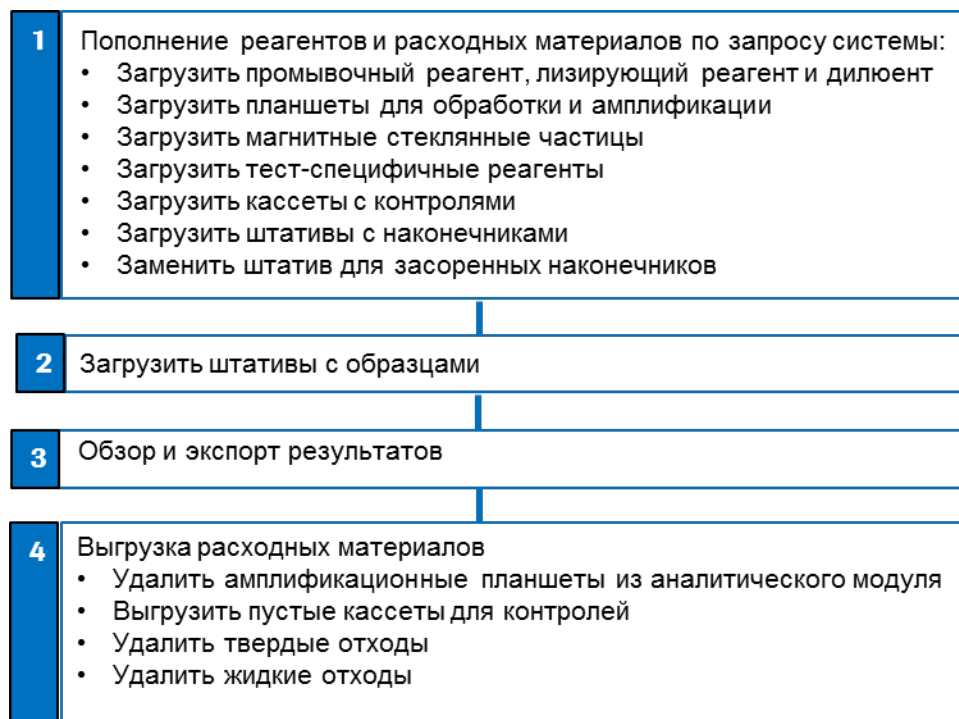 1
Пополнение реагентов и расходных материалов по запросу системы:
• Загрузить промывочный реагент, лизирующий реагент и дилюент
• Загрузить планшеты для обработки и амплификации
• Загрузить магнитные стеклянные частицы
• Загрузить тест-специфичные реагенты
• Загрузить кассеты с контролями
• Загрузить штативы с наконечниками
• Заменить штатив для засоренных наконечников
2
Загрузить штативы с образцами
3
Обзор и экспорт результатов
4
Выгрузка расходных материалов
• Удалить амплификационные планшеты из аналитического модуля
• Выгрузить пустые кассеты для контролей
• Удалить твердые отходы
• Удалить жидкие отходы